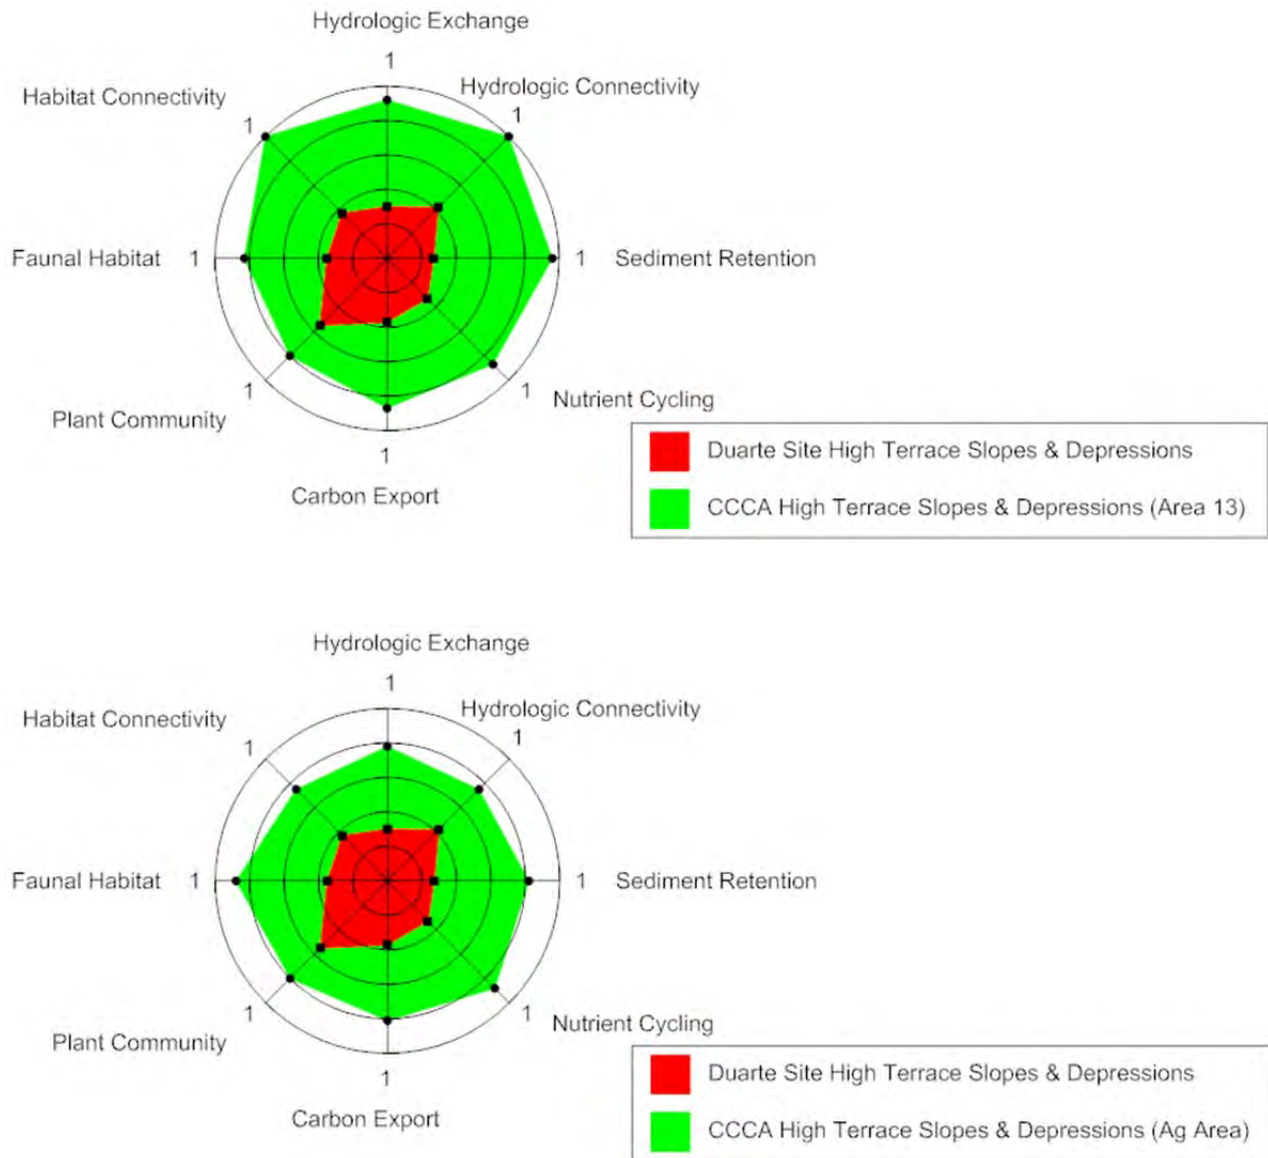 Hydrologic Exchange
1
Hydrologic Connectivity
1
Habitat Connectivity
1
Faunal Habitat 1
1 Sediment Retention
1
Nutrient Cycling
1
Plant Community
1
Carbon Export
Duarte Site High Terrace Slopes & Depressions
CCCA High Terrace Slopes & Depressions (Area 13)
Hydrologic Exchange
1
Hydrologic Connectivity
1
Habitat Connectivity
1
Faunal Habitat 1
1 Sediment Retention
1
Nutrient Cycling
1
Plant Community
1
Carbon Export
Duarte Site High Terrace Slopes & Depressions
CCCA High Terrace Slopes & Depressions (Ag Area)